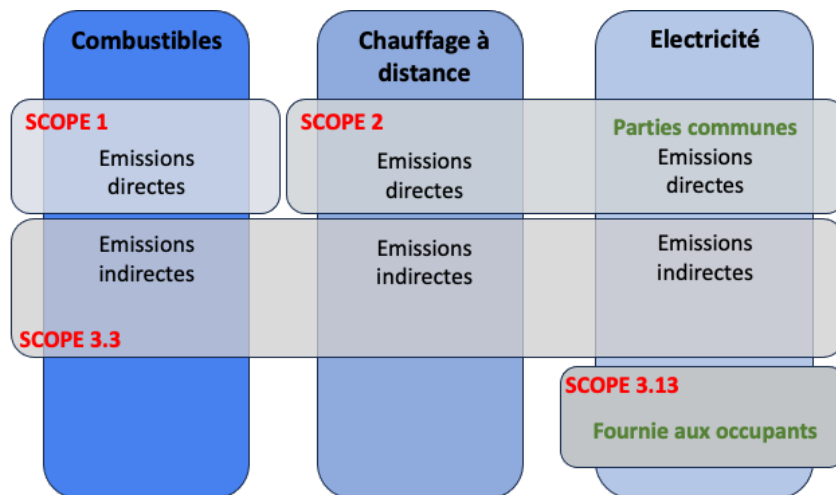 Combustibles
Chauffage à
distance
Electricité
SCOPE 1
Emissions
directes
SCOPE 2
Emissions
directes
Parties communes
Emissions
directes
Emissions
indirectes
Emissions
indirectes
Emissions
indirectes
SCOPE 3.3
SCOPE 3.13
Fournie aux occupants